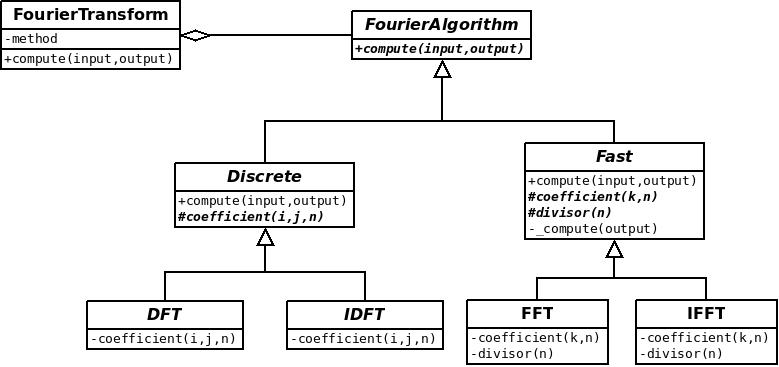 FourierTransform
-method
+compute(input,output)
FourierAlgorithm
+compute(input,output)
Discrete
+compute(input,output)
#coefficient(i,j,n)
Fast
+compute(input,output)
#coefficient(k,n)
#divisor(n)
-_compute(output)
DFT
-coefficient(i,j,n)
IDFT
-coefficient(i,j,n)
FFT
-coefficient(k,n)
-divisor(n)
IFFT
-coefficient(k,n)
-divisor(n)